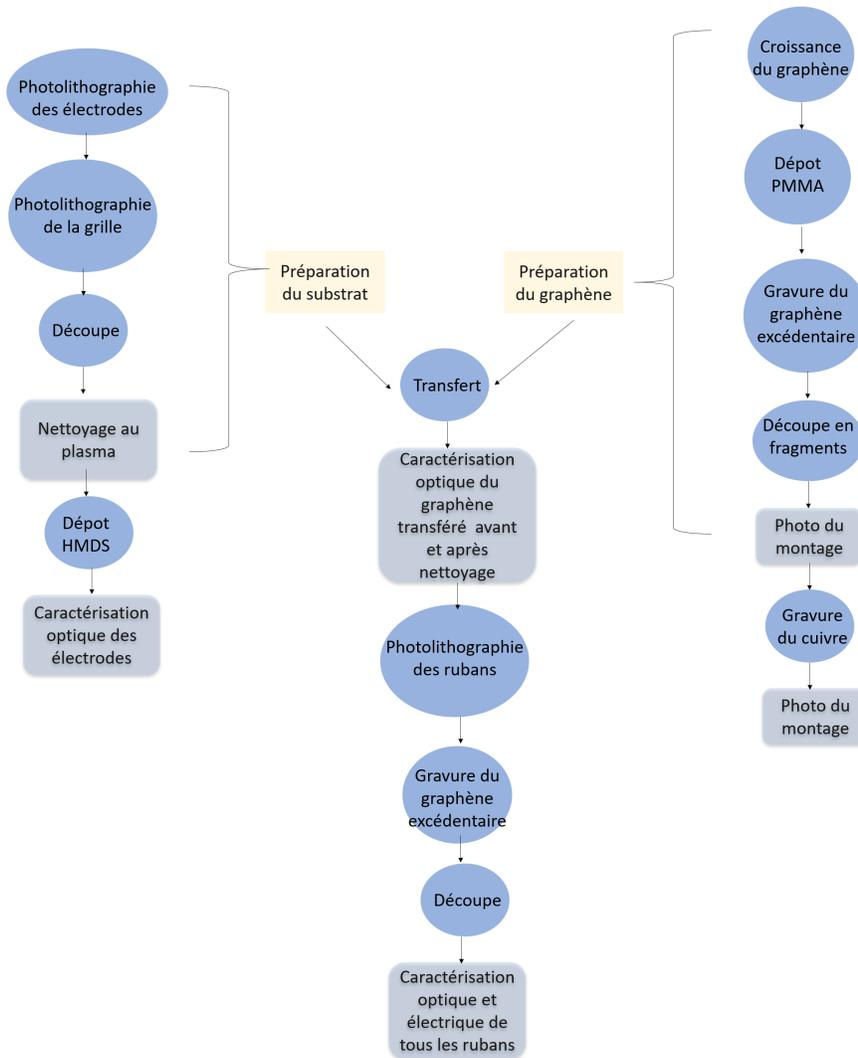 Photolithographie
des électrodes
Photolithographie
de la grille
Découpe
Nettoyage au
plasma
Dépot
HMDS
Caractérisation
optique des
électrodes
Préparation
du substrat
Préparation
du graphène
Transfert
Caractérisation
optique du
graphène
transféré avant
et après
nettoyage
Photolithographie
des rubans
Gravure du
graphène
excédentaire
Découpe
Caractérisation
optique et
électrique de
tous les rubans
Croissance
du graphène
Dépot
PMMA
Gravure du
graphène
excédentaire
Découpe en
fragments
Photo du
montage
Gravure
du cuivre
Photo du
montage